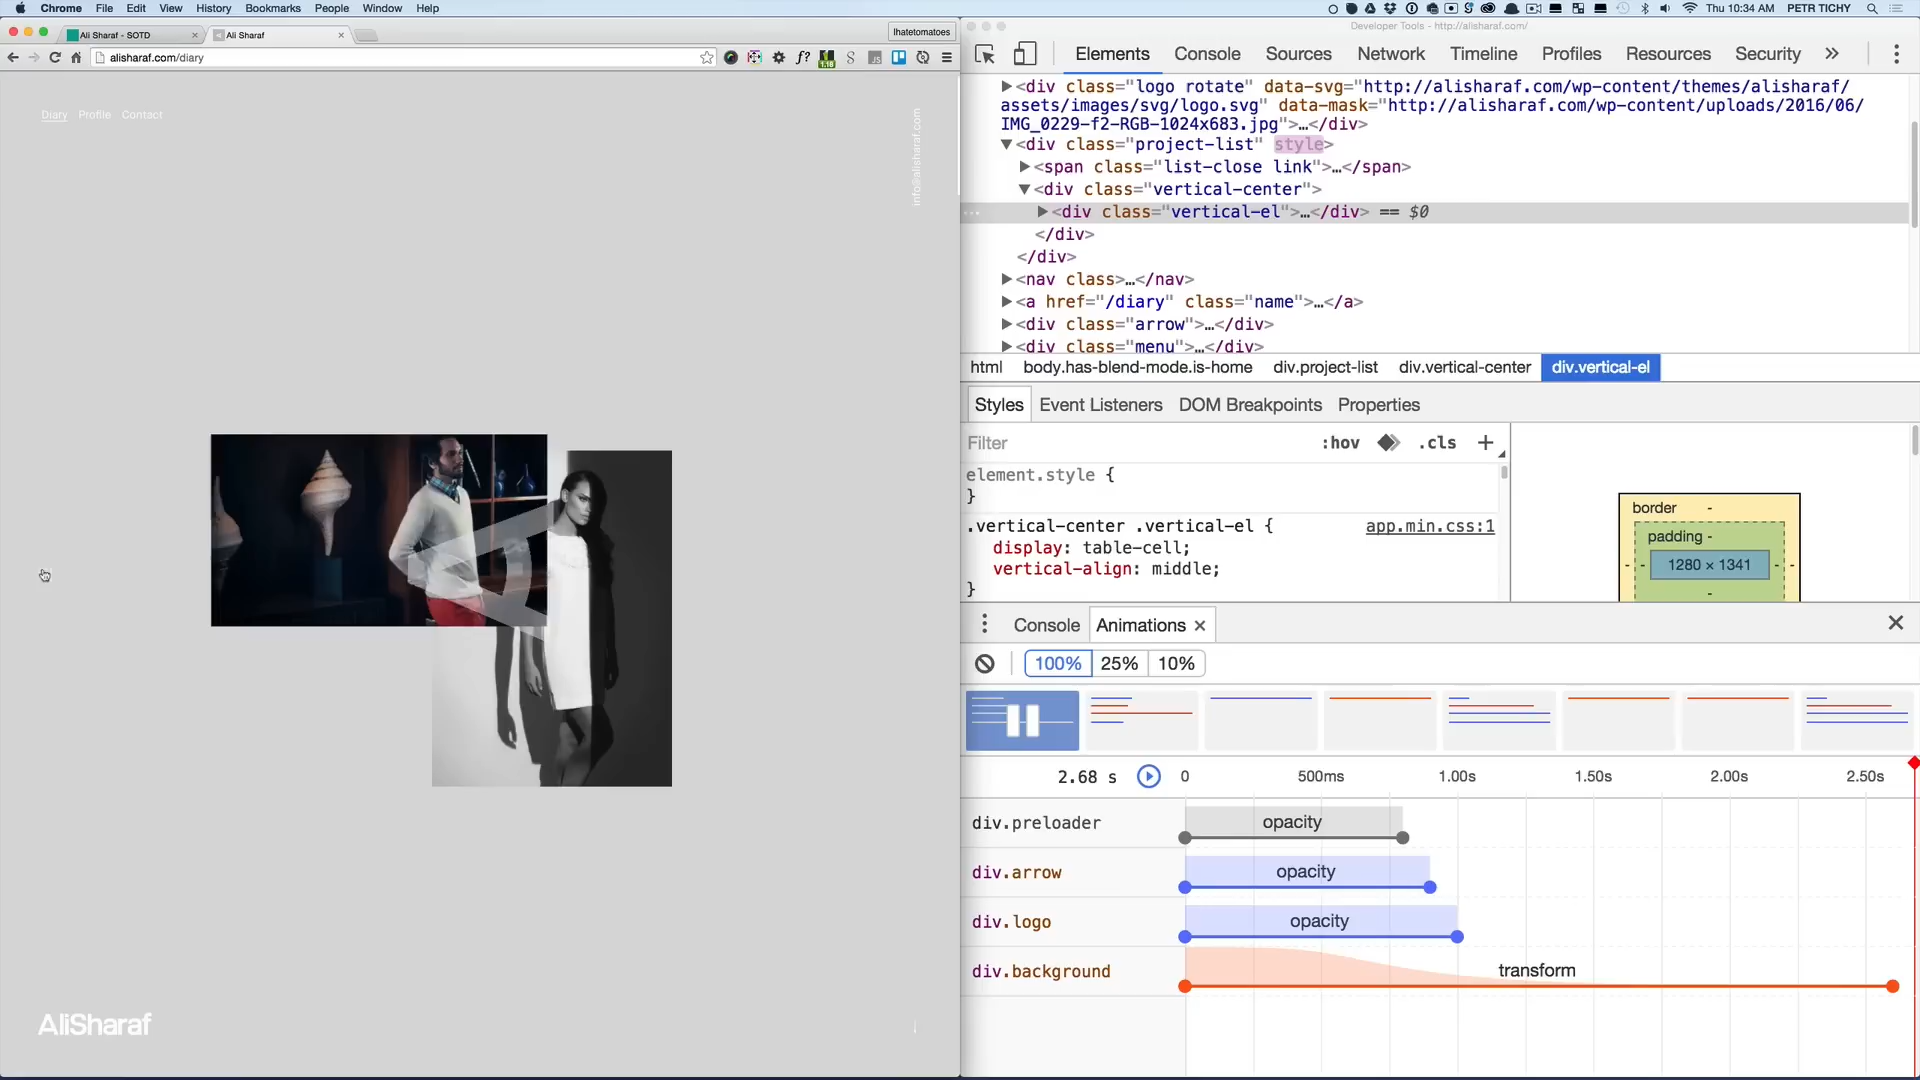 Chrome File Edit View History Bookmarks People Window Help
Thu 10:34 AM PETR TICHY
Ali Sharaf - SOTD
Ali Sharaf
Ihatetomatoes
alisharaf.com/diary
Diary Profile Contact
info@alisharaf.com
AliSharaf
Developer Tools - http://alisharaf.com/
Elements Console Sources Network Timeline Profiles Resources Security »
<div class="logo rotate" data-svg="http://alisharaf.com/wp-content/themes/alisharaf/
assets/images/svg/logo.svg" data-mask="http://alisharaf.com/wp-content/uploads/2016/06/
IMG_0229-f2-RGB-1024x683.jpg">…</div>
<div class="project-list" style>
<span class="list-close link">…</span>
<div class="vertical-center">
<div class="vertical-el">…</div> == $0
</div>
</div>
<nav class>…</nav>
<a href="/diary" class="name">…</a>
<div class="arrow">…</div>
<div class="menu">…</div>
html body.has-blend-mode.is-home div.project-list div.vertical-center div.vertical-el
Styles Event Listeners DOM Breakpoints Properties
Filter :hov .cls +
element.style {
}
.vertical-center .vertical-el { app.min.css:1
display: table-cell;
vertical-align: middle;
}
border -
padding -
- - 1280 × 1341 - -
-
Console Animations ×
100% 25% 10%
2.68 s 0 500ms 1.00s 1.50s 2.00s 2.50s
div.preloader opacity
div.arrow opacity
div.logo opacity
div.background transform